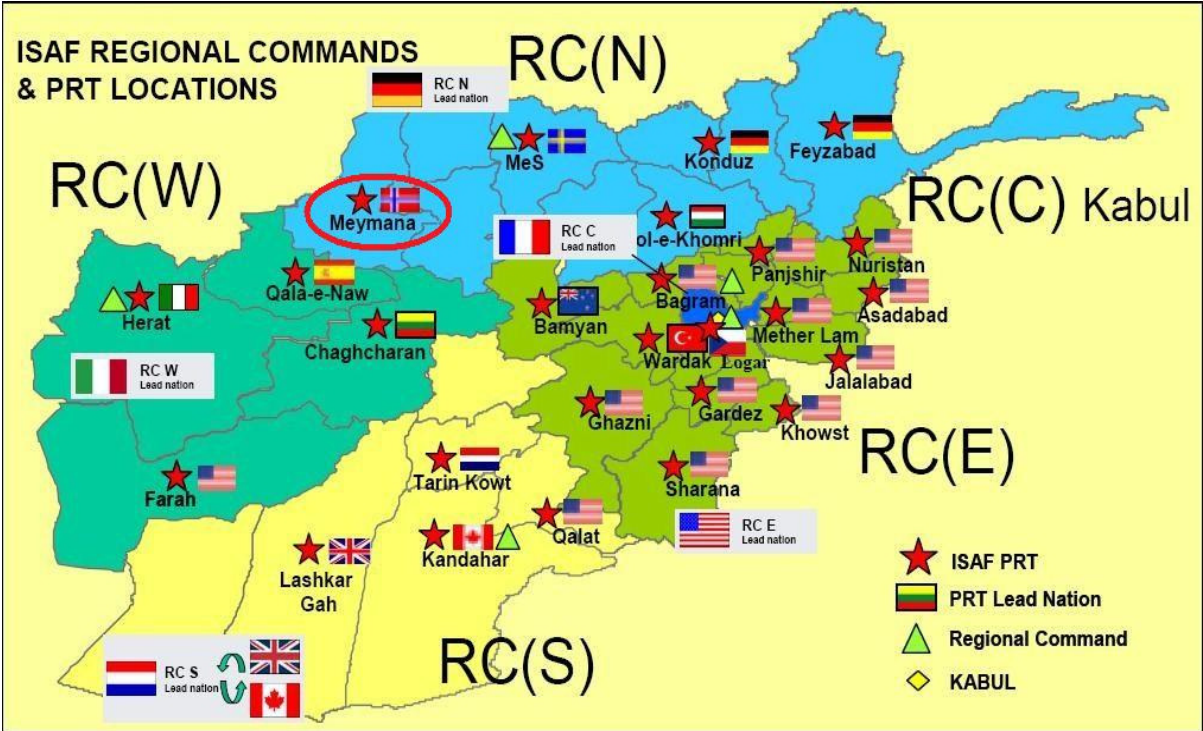 ISAF REGIONAL COMMANDS
& PRT LOCATIONS
RC(N)
RC N
Lead nation
MeS
Konduz
Feyzabad
RC(W)
RC(C) Kabul
Meymana
RC C
Lead nation
ol-e-Khomri
Panjshir
Nuristan
Qala-e-Naw
Bagram
Asadabad
Herat
Bamyan
Mether Lam
Chaghcharan
Wardak
Logar
RC W
Lead nation
Jalalabad
Ghazni
Gardez
Khowst
RC(E)
Tarin Kowt
Sharana
Farah
Qalat
RC E
Lead nation
Kandahar
Lashkar
Gah
ISAF PRT
PRT Lead Nation
Regional Command
KABUL
RC S
Lead nation
RC(S)